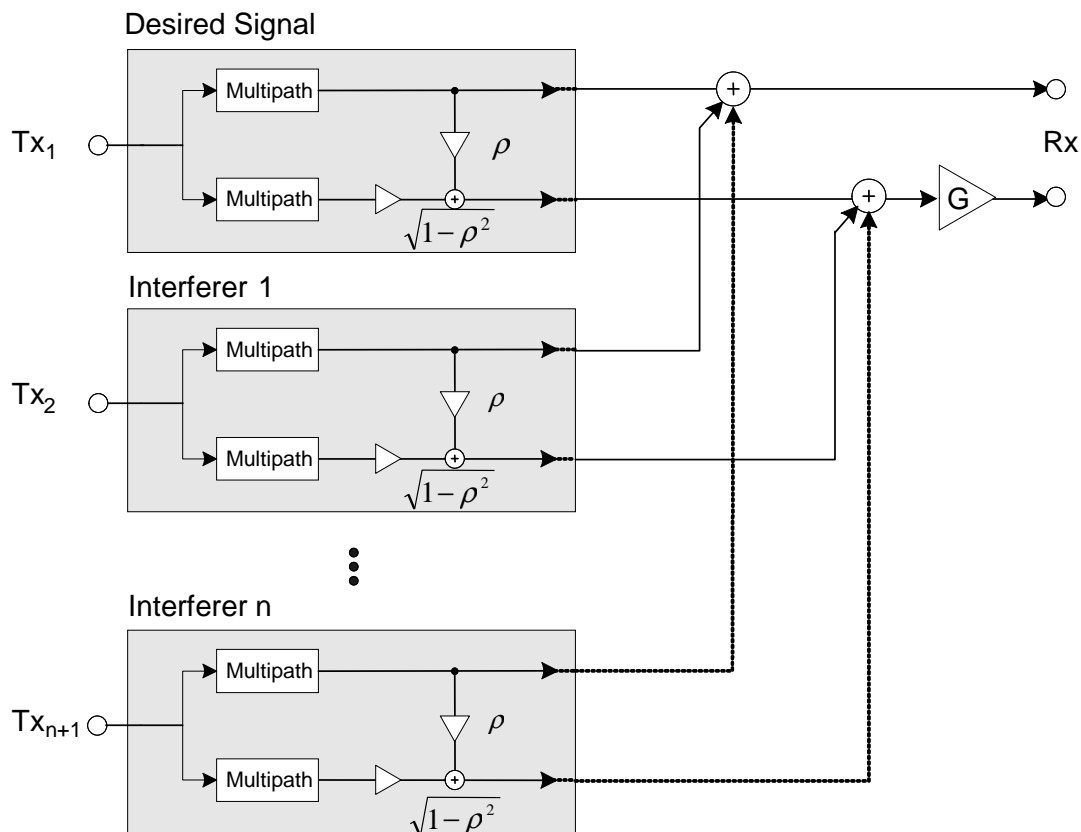 Desired Signal
Multipath
Tx₁
ρ
Rx
Multipath
√1−ρ²
G
Interferer 1
Multipath
Tx₂
ρ
Multipath
√1−ρ²
Interferer n
Multipath
Txₙ₊₁
ρ
Multipath
√1−ρ²